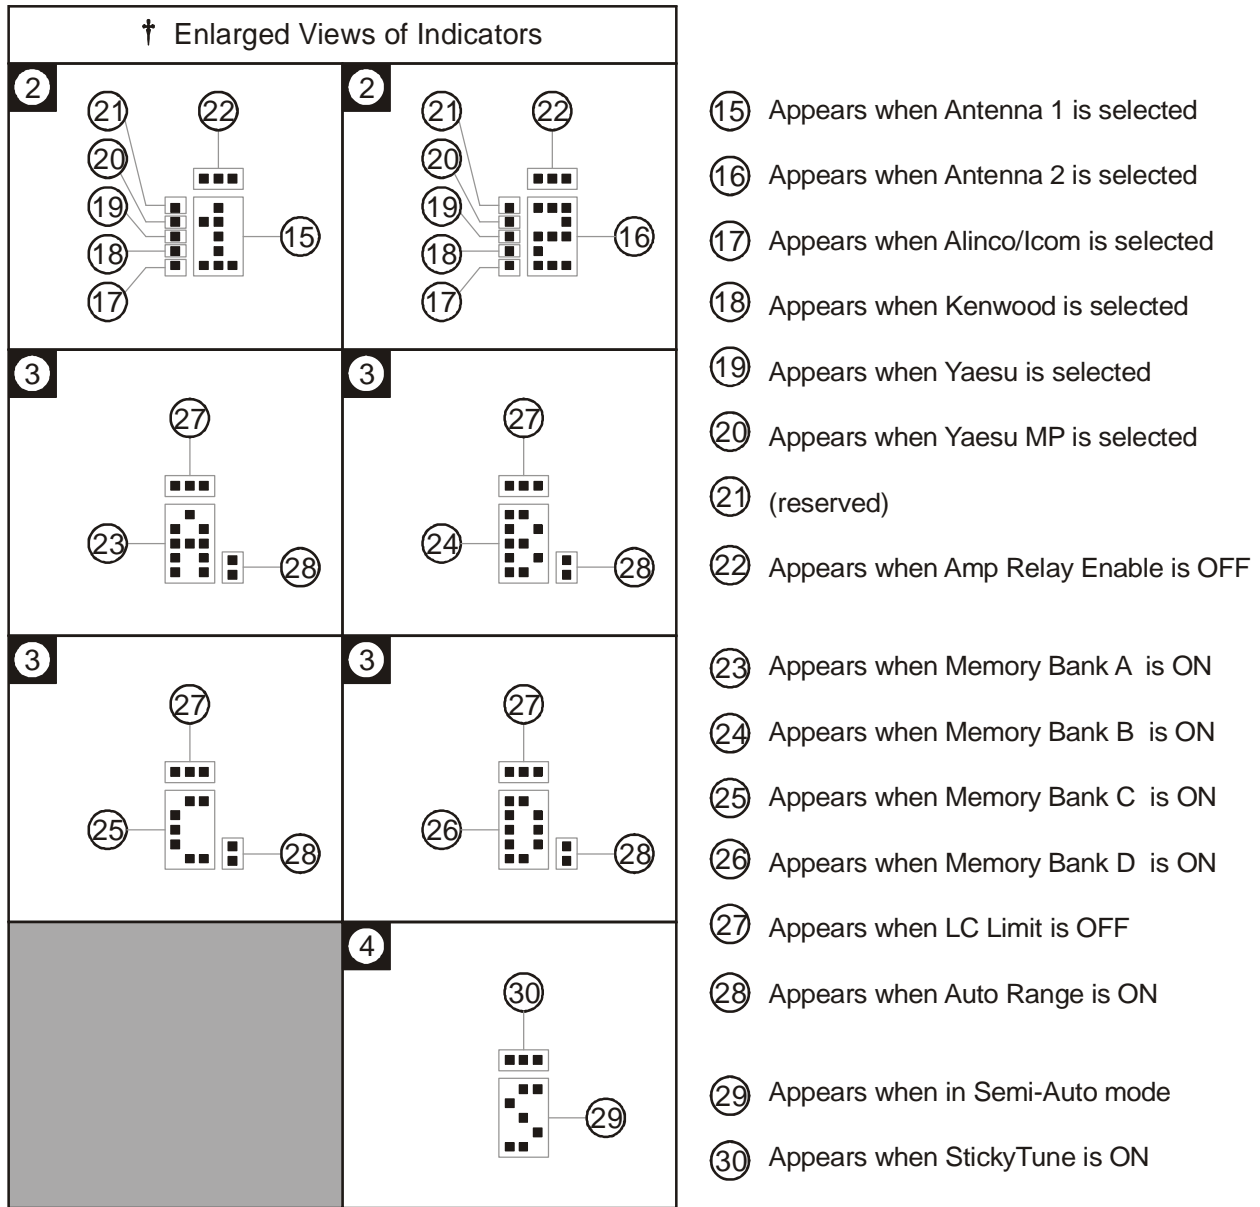 † Enlarged Views of Indicators
2
21
22
20
19
18
17
15
2
21
22
20
19
18
17
16
3
27
23
28
3
27
24
28
3
27
25
28
3
27
26
28
4
30
29
15 Appears when Antenna 1 is selected
16 Appears when Antenna 2 is selected
17 Appears when Alinco/Icom is selected
18 Appears when Kenwood is selected
19 Appears when Yaesu is selected
20 Appears when Yaesu MP is selected
21 (reserved)
22 Appears when Amp Relay Enable is OFF
23 Appears when Memory Bank A is ON
24 Appears when Memory Bank B is ON
25 Appears when Memory Bank C is ON
26 Appears when Memory Bank D is ON
27 Appears when LC Limit is OFF
28 Appears when Auto Range is ON
29 Appears when in Semi-Auto mode
30 Appears when StickyTune is ON